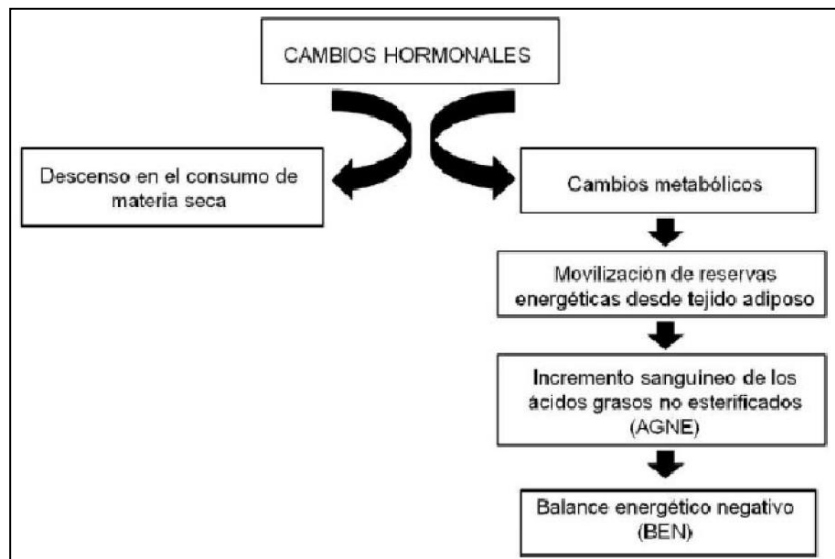 CAMBIOS HORMONALES
Descenso en el consumo de
materia seca
Cambios metabólicos
Movilización de reservas
energéticas desde tejido adiposo
Incremento sanguíneo de los
ácidos grasos no esterificados
(AGNE)
Balance energético negativo
(BEN)